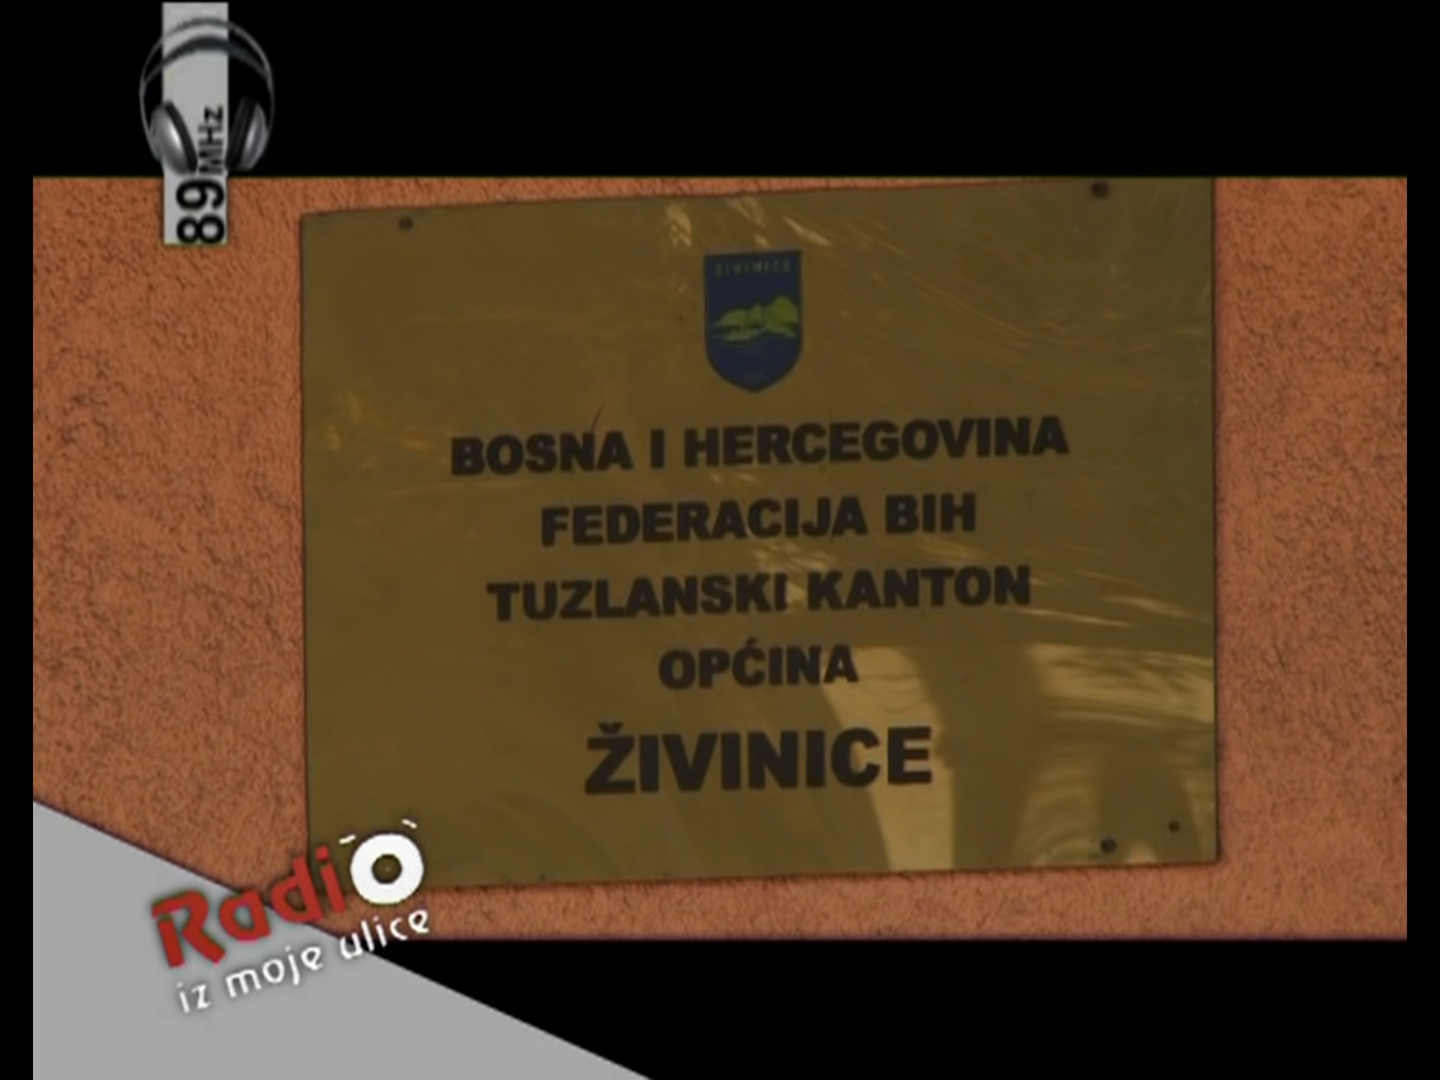 89 MHz
ŽIVINICE
BOSNA I HERCEGOVINA
FEDERACIJA BIH
TUZLANSKI KANTON
OPĆINA
ŽIVINICE
Radio
iz moje ulice